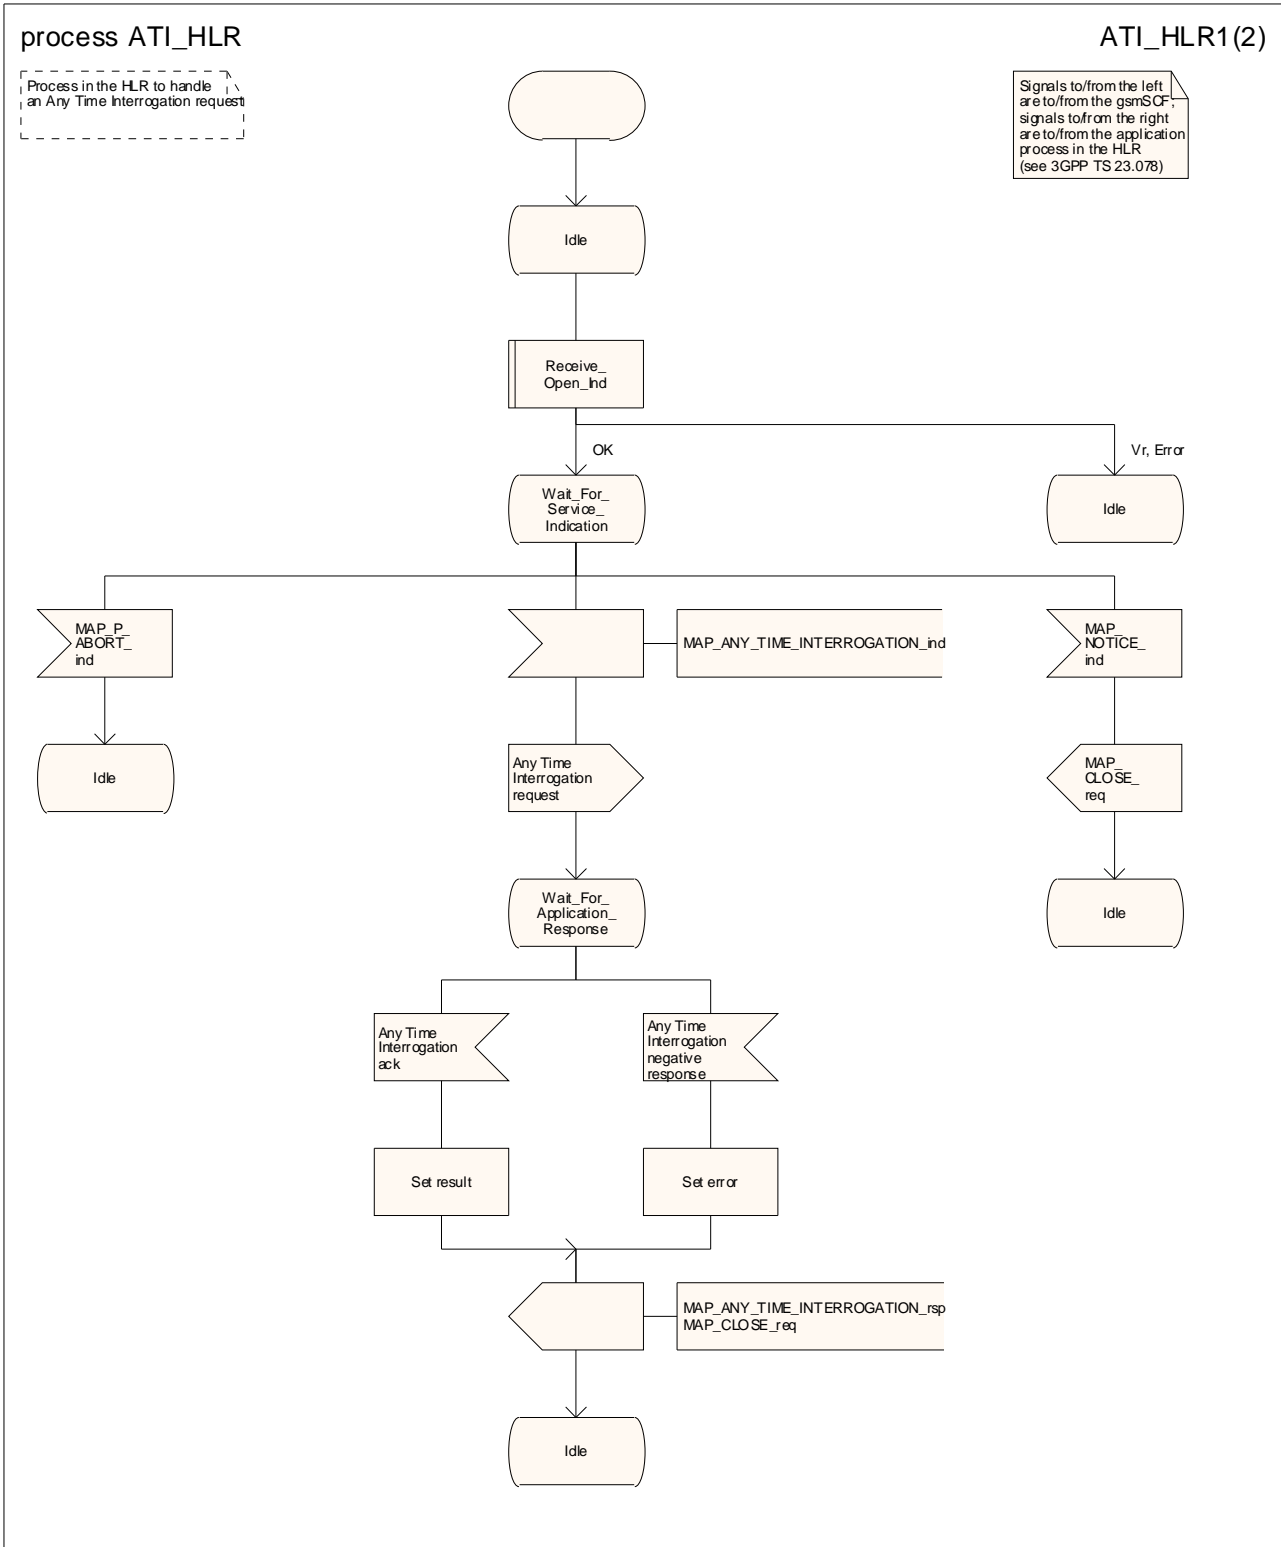 process ATI_HLR
ATI_HLR1(2)
Process in the HLR to handle
an Any Time Interrogation request
Signals to/from the left
are to/from the gsmSCF;
signals to/from the right
are to/from the application
process in the HLR
(see 3GPP TS 23.078)
Idle
Receive_
Open_Ind
OK
Vr, Error
Wait_For_
Service_
Indication
Idle
MAP_P_
ABORT_
ind
MAP_ANY_TIME_INTERROGATION_ind
MAP_
NOTICE_
ind
Idle
Any Time
Interrogation
request
MAP_
CLOSE_
req
Wait_For_
Application_
Response
Idle
Any Time
Interrogation
ack
Any Time
Interrogation
negative
response
Set result
Set error
MAP_ANY_TIME_INTERROGATION_rsp
MAP_CLOSE_req
Idle